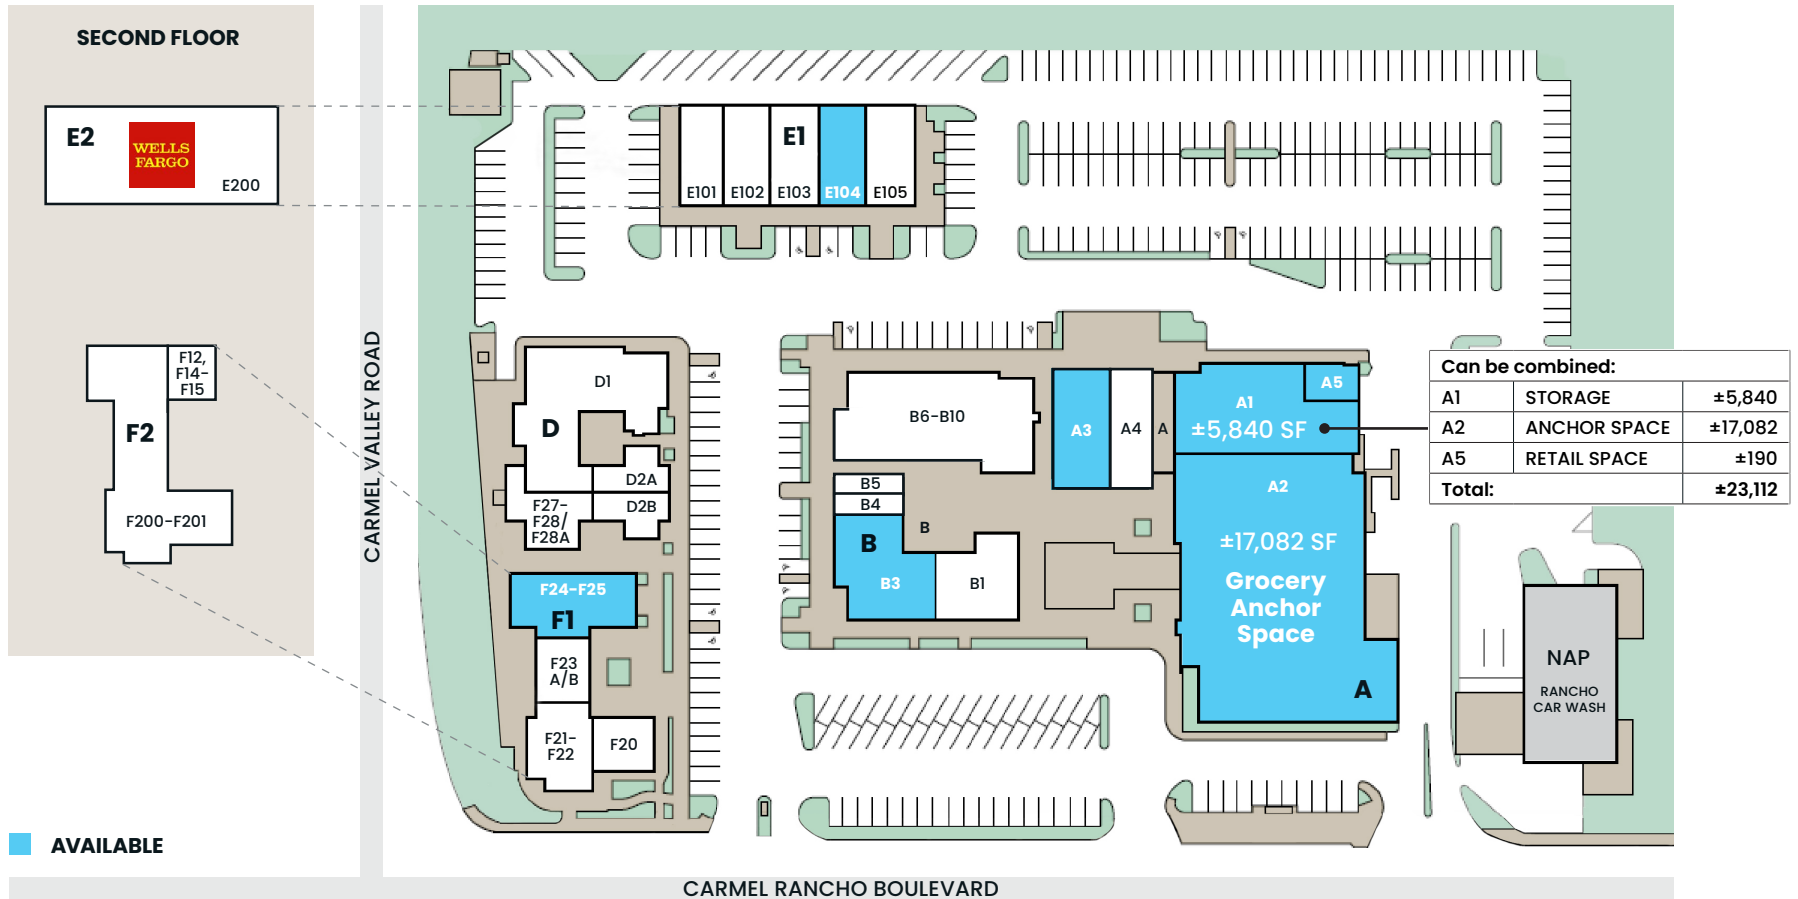 SECOND FLOOR
E2
WELLS
FARGO
E200
F12,
F14-
F15
F2
F200-F201
AVAILABLE
CARMEL VALLEY ROAD
CARMEL RANCHO BOULEVARD
E1
E101
E102
E103
E104
E105
D1
D
D2A
D2B
F27-
F28/
F28A
F24-F25
F1
F23
A/B
F21-
F22
F20
B6-B10
B5
B4
B
B
B3
B1
A3
A4
A
A1
±5,840 SF
A5
A2
±17,082 SF
Grocery
Anchor
Space
A
Can be combined:
A1 STORAGE ±5,840
A2 ANCHOR SPACE ±17,082
A5 RETAIL SPACE ±190
Total: ±23,112
NAP
RANCHO
CAR WASH